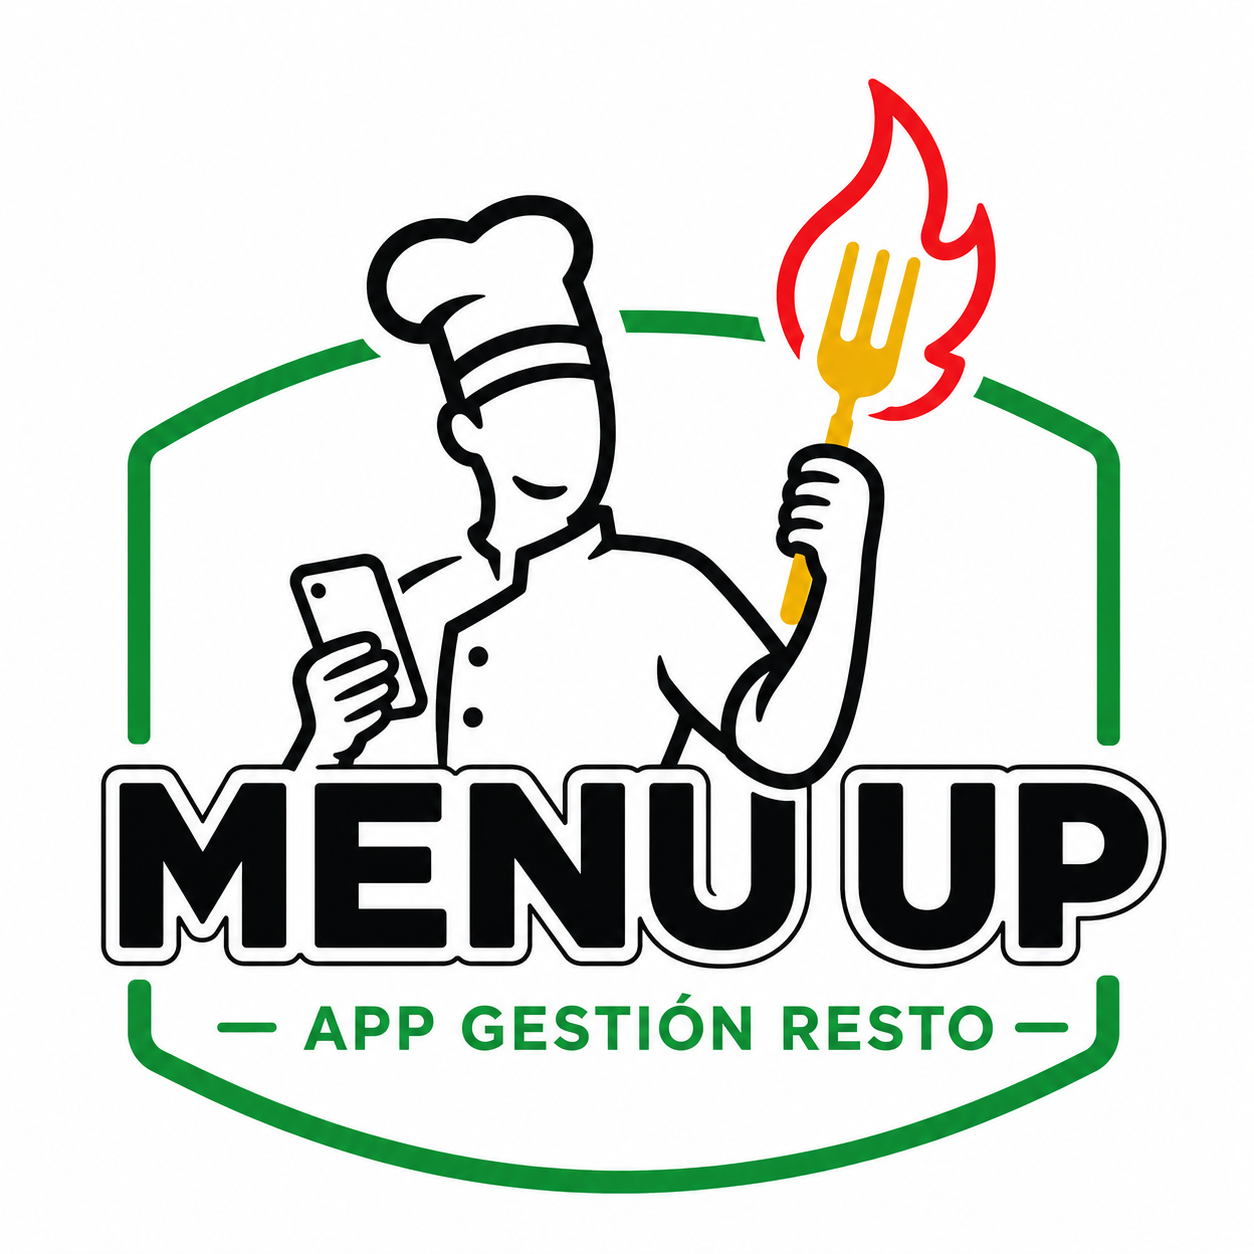 MENU UP
— APP GESTIÓN RESTO —